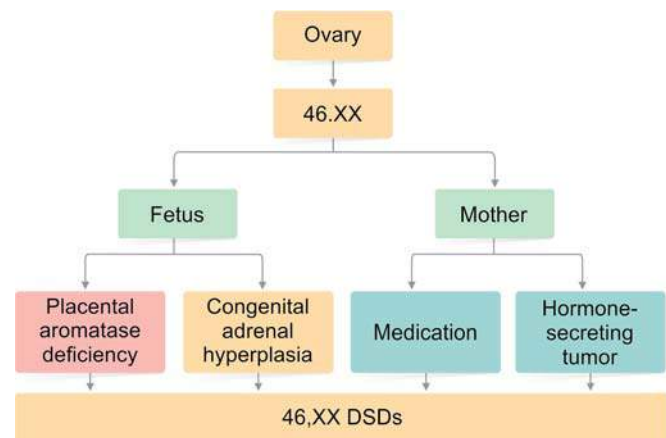 Ovary
46.XX
Fetus
Mother
Placental
aromatase
deficiency
Congenital
adrenal
hyperplasia
Medication
Hormone-
secreting
tumor
46,XX DSDs